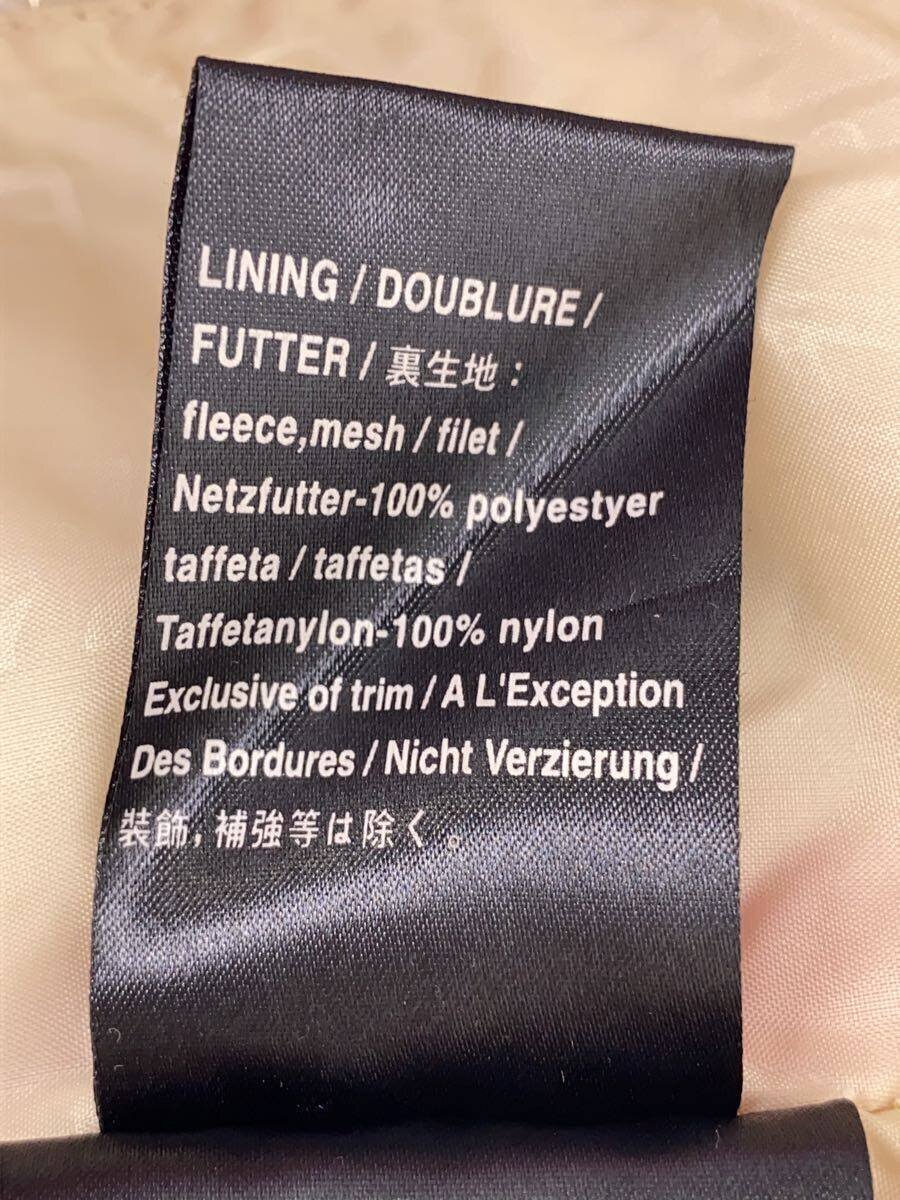 LINING / DOUBLURE /
FUTTER / 裏生地 :
fleece,mesh / filet /
Netzfutter-100% polyestyer
taffeta / taffetas /
Taffetanylon-100% nylon
Exclusive of trim / A L'Exception
Des Bordures / Nicht Verzierung /
装飾, 補強等は除く。